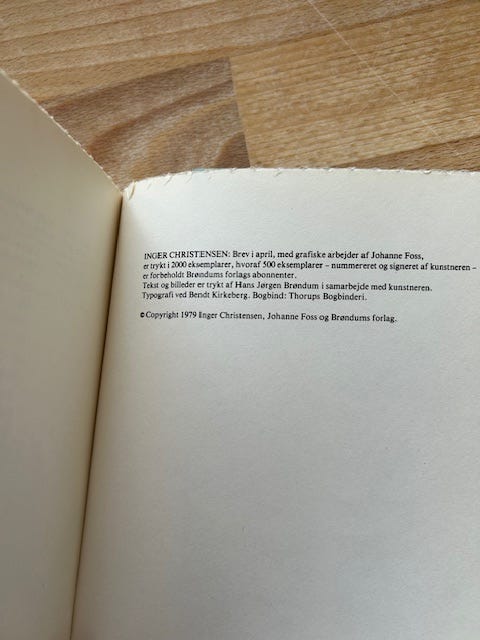 INGER CHRISTENSEN: Brev i april, med grafiske arbejder af Johanne Foss,
er trykt i 2000 eksemplarer, hvoraf 500 eksemplarer – nummereret og signeret af kunstneren –
er forbeholdt Brøndums forlags abonnenter.
Tekst og billeder er trykt af Hans Jørgen Brøndum i samarbejde med kunstneren.
Typografi ved Bendt Kirkeberg. Bogbind: Thorups Bogbinderi.
© Copyright 1979 Inger Christensen, Johanne Foss og Brøndums forlag.